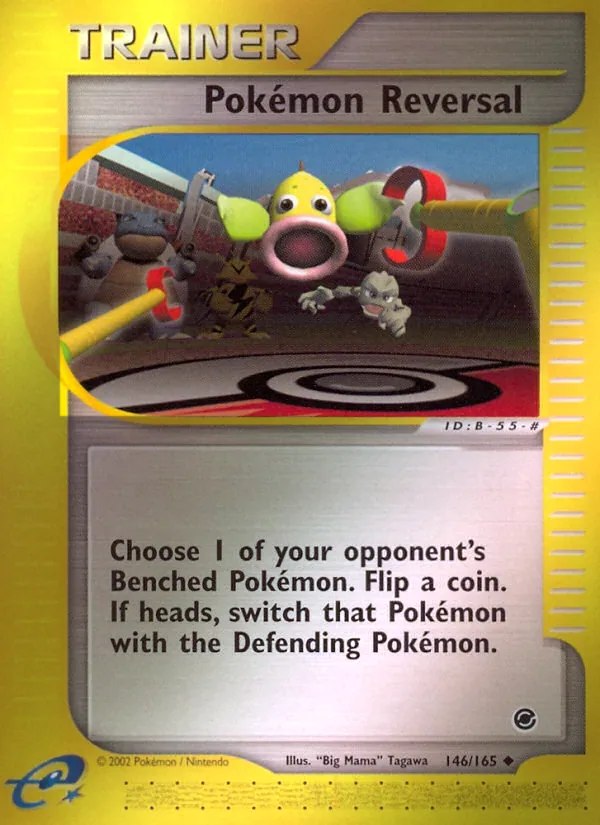 TRAINER
Pokémon Reversal
ID:B-55-#
Choose 1 of your opponent's
Benched Pokémon. Flip a coin.
If heads, switch that Pokémon
with the Defending Pokémon.
© 2002 Pokémon / Nintendo Illus. "Big Mama" Tagawa 146/165 ◆
e